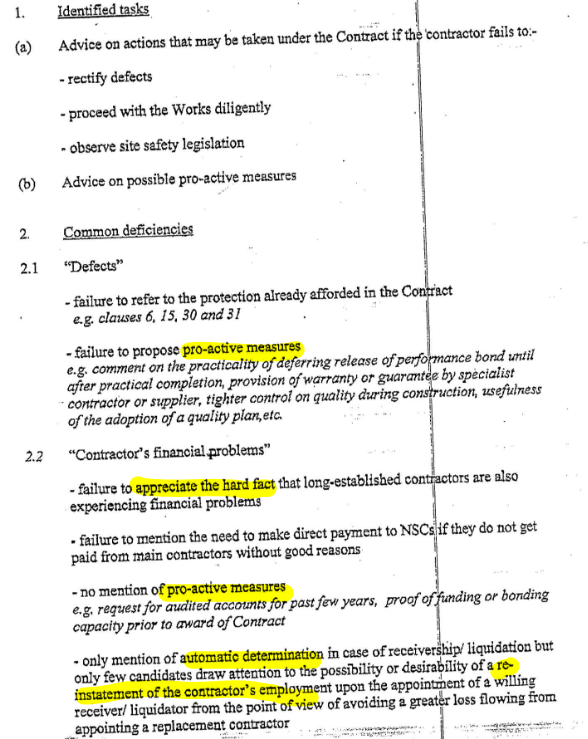 1. Identified tasks
(a) Advice on actions that may be taken under the Contract if the contractor fails to:-
- rectify defects
- proceed with the Works diligently
- observe site safety legislation
(b) Advice on possible pro-active measures
2. Common deficiencies
2.1 “Defects”
- failure to refer to the protection already afforded in the Contract
e.g. clauses 6, 15, 30 and 31
- failure to propose pro-active measures
e.g. comment on the practicality of deferring release of performance bond until
after practical completion, provision of warranty or guarantee by specialist
contractor or supplier, tighter control on quality during construction, usefulness
of the adoption of a quality plan, etc.
2.2 “Contractor's financial problems”
- failure to appreciate the hard fact that long-established contractors are also
experiencing financial problems
- failure to mention the need to make direct payment to NSCs if they do not get
paid from main contractors without good reasons
- no mention of pro-active measures
e.g. request for audited accounts for past few years, proof of funding or bonding
capacity prior to award of Contract
- only mention of automatic determination in case of receivership/ liquidation but
only few candidates draw attention to the possibility or desirability of a re-
instatement of the contractor's employment upon the appointment of a willing
receiver/ liquidator from the point of view of avoiding a greater loss flowing from
appointing a replacement contractor